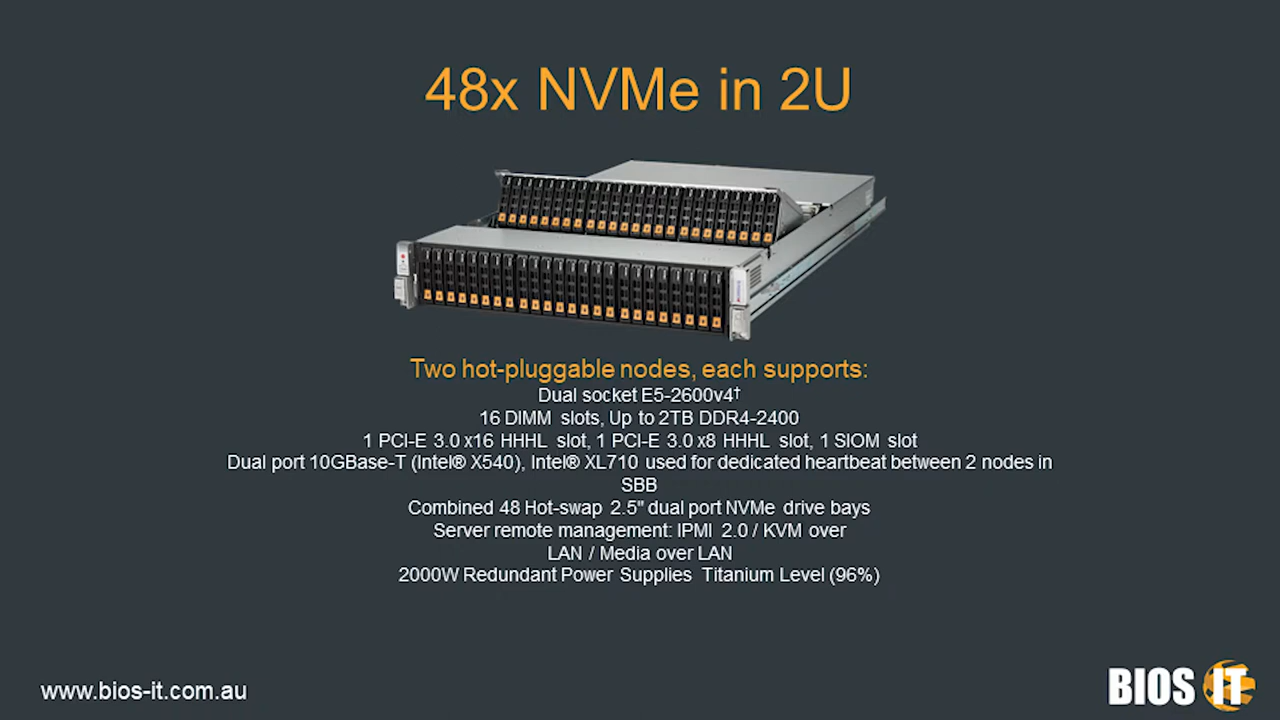 48x NVMe in 2U
Two hot-pluggable nodes, each supports:
Dual socket E5-2600v4†
16 DIMM slots, Up to 2TB DDR4-2400
1 PCI-E 3.0 x16 HHHL slot, 1 PCI-E 3.0 x8 HHHL slot, 1 SIOM slot
Dual port 10GBase-T (Intel® X540), Intel® XL710 used for dedicated heartbeat between 2 nodes in
SBB
Combined 48 Hot-swap 2.5" dual port NVMe drive bays
Server remote management: IPMI 2.0 / KVM over
LAN / Media over LAN
2000W Redundant Power Supplies Titanium Level (96%)
www.bios-it.com.au
BIOS IT